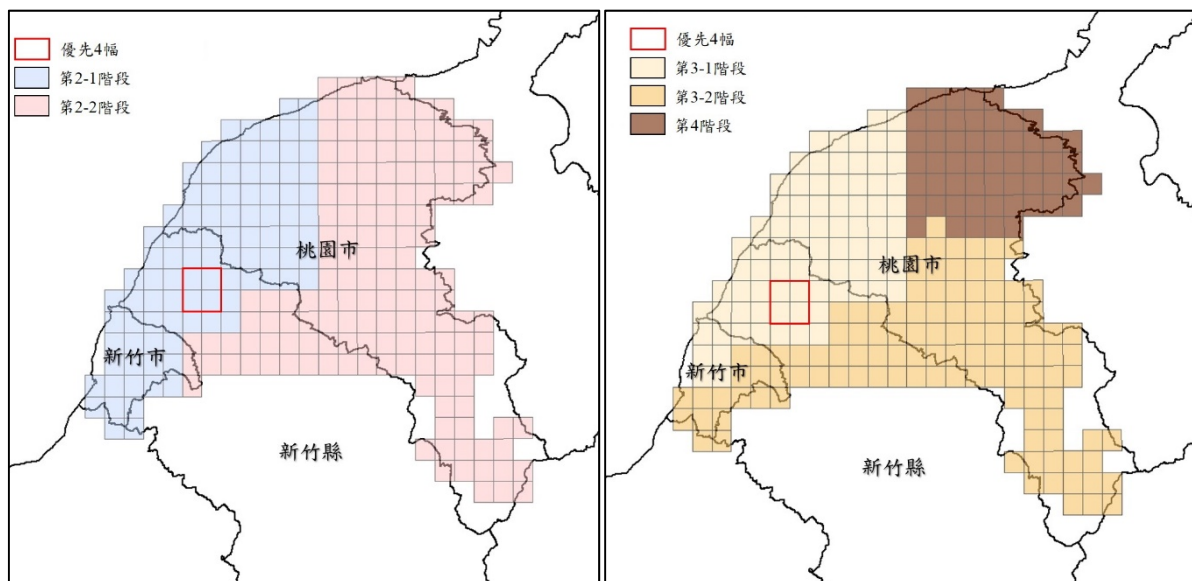 優先4幅
第2-1階段
第2-2階段
桃園市
新竹市
新竹縣
優先4幅
第3-1階段
第3-2階段
第4階段
桃園市
新竹市
新竹縣